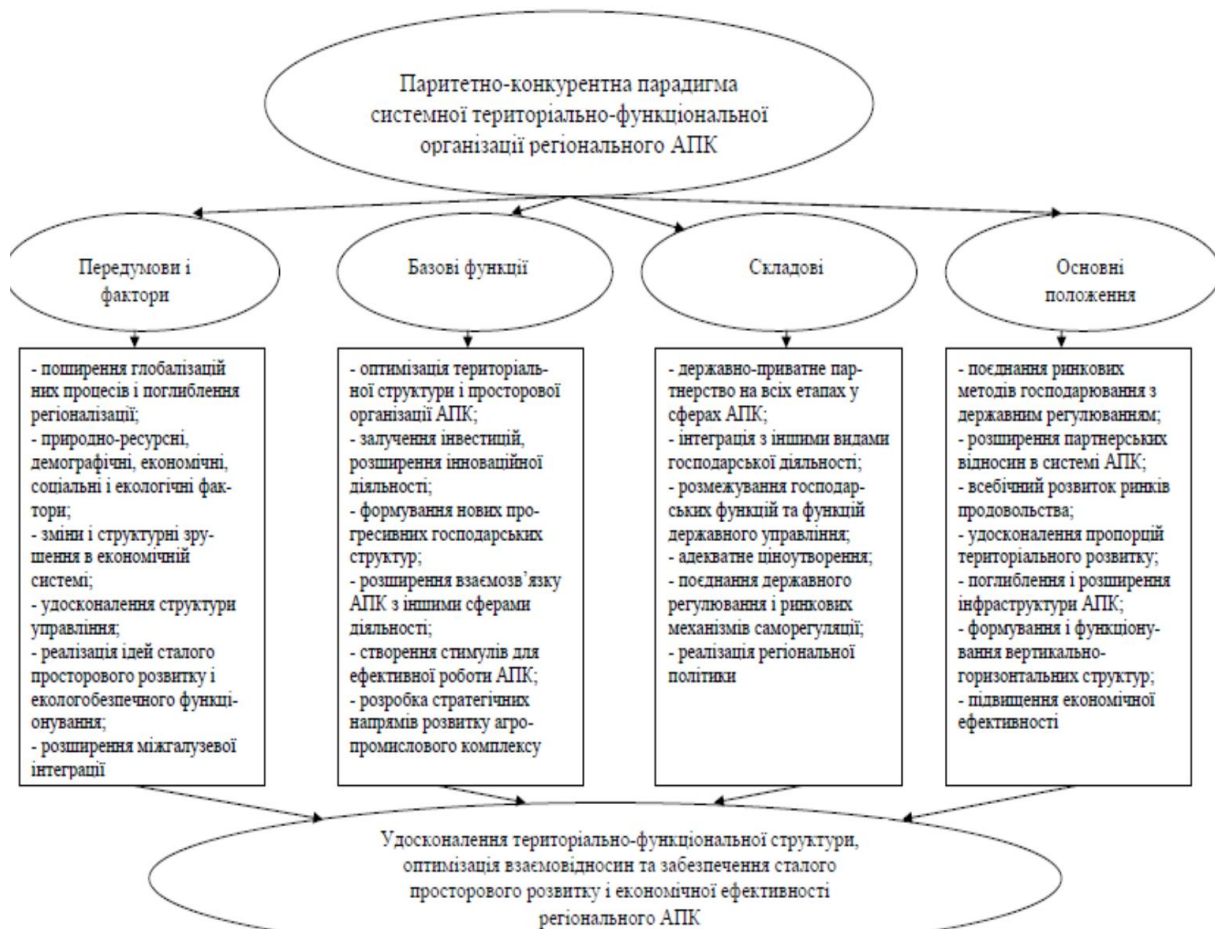 Паритетно-конкурентна парадигма
системної територіально-функціональної
організації регіонального АПК
Передумови і
фактори
Базові функції
Складові
Основні
положення
- поширення глобалізацій
них процесів і поглиблення
регіоналізації;
- природно-ресурсні,
демографічні, економічні,
соціальні і екологічні фак-
тори;
- зміни і структурні зру-
шення в економічній
системі;
- удосконалення структури
управління;
- реалізація ідей сталого
просторового розвитку і
екологобезпечного функці-
онування;
- розширення міжгалузевої
інтеграції
- оптимізація територіаль-
ної структури і просторової
організації АПК;
- залучення інвестицій,
розширення інноваційної
діяльності;
- формування нових про-
гресивних господарських
структур;
- розширення взаємозв’язку
АПК з іншими сферами
діяльності;
- створення стимулів для
ефективної роботи АПК;
- розробка стратегічних
напрямів розвитку агро-
промислового комплексу
- державно-приватне пар-
тнерство на всіх етапах у
сферах АПК;
- інтеграція з іншими видами
господарської діяльності;
- розмежування господар-
ських функцій та функцій
державного управління;
- адекватне ціноутворення;
- поєднання державного
регулювання і ринкових
механізмів саморегуляції;
- реалізація регіональної
політики
- поєднання ринкових
методів господарювання з
державним регулюванням;
- розширення партнерських
відносин в системі АПК;
- всебічний розвиток ринків
продовольства;
- удосконалення пропорцій
територіального розвитку;
- поглиблення і розширення
інфраструктури АПК;
- формування і функціону-
вання вертикально-
горизонтальних структур;
- підвищення економічної
ефективності
Удосконалення територіально-функціональної структури,
оптимізація взаємовідносин та забезпечення сталого
просторового розвитку і економічної ефективності
регіонального АПК